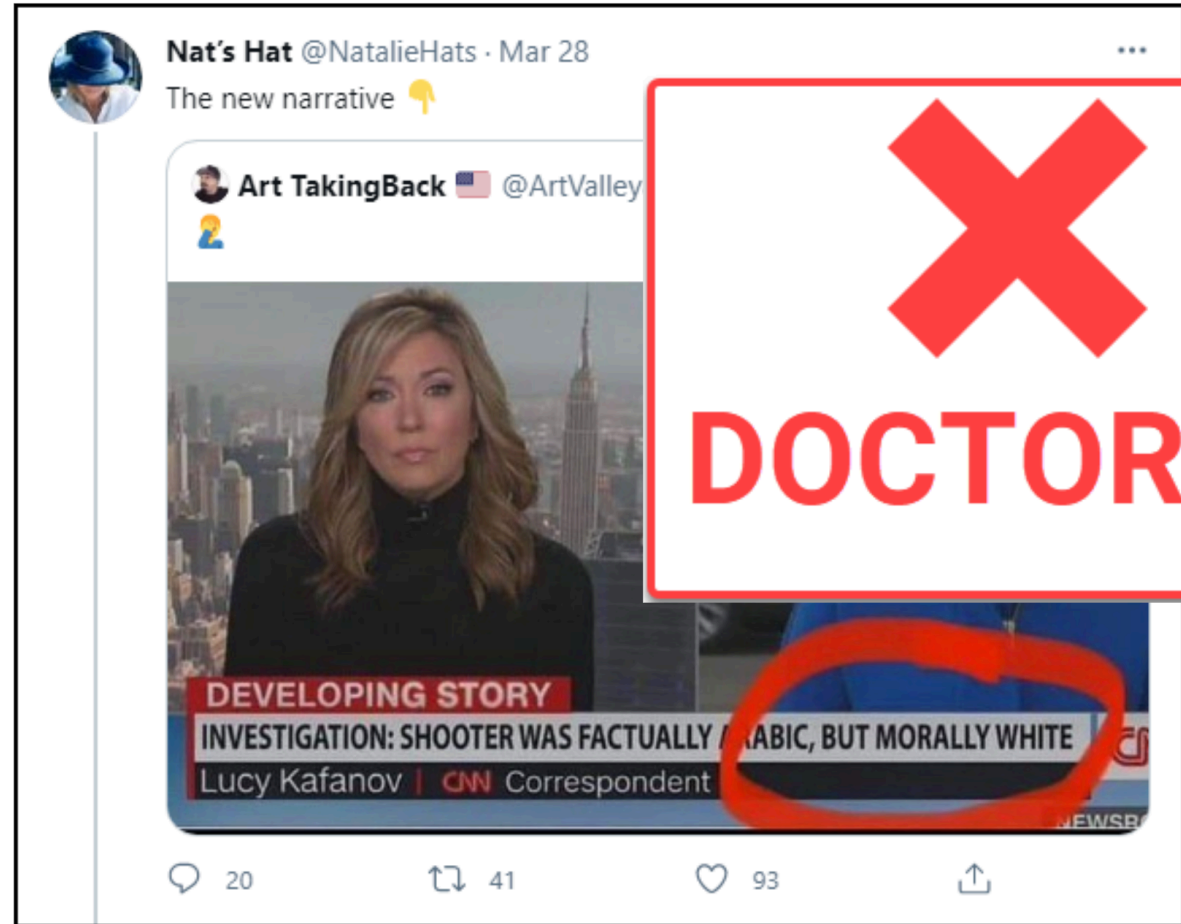 Nat's Hat @NatalieHats · Mar 28
The new narrative 👇
Art TakingBack 🇺🇸 @ArtValley
🤦‍♂️
DOCTOR
DEVELOPING STORY
INVESTIGATION: SHOOTER WAS FACTUALLY ARABIC, BUT MORALLY WHITE
Lucy Kafanov | CNN Correspondent
20 41 93